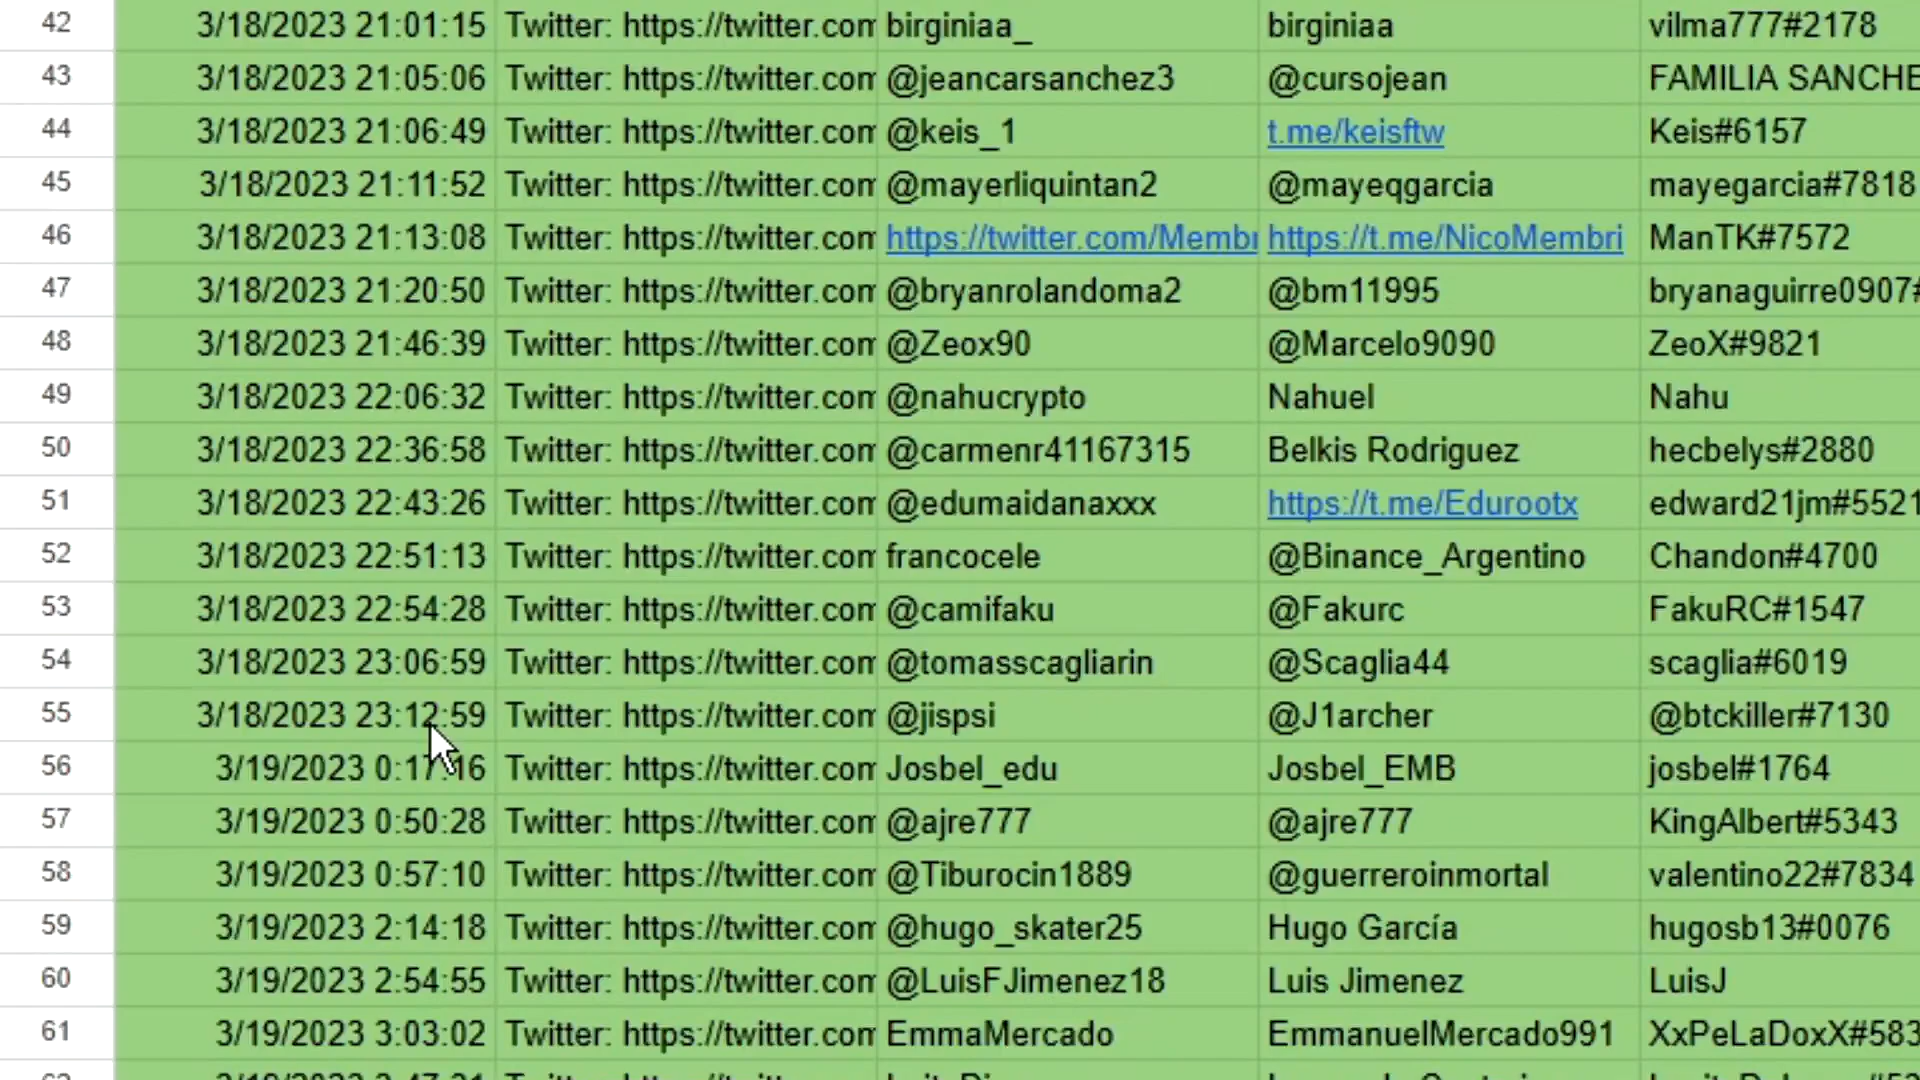 42 3/18/2023 21:01:15 Twitter: https://twitter.com birginiaa_ birginiaa vilma777#2178
43 3/18/2023 21:05:06 Twitter: https://twitter.com @jeancarsanchez3 @cursojean FAMILIA SANCHE
44 3/18/2023 21:06:49 Twitter: https://twitter.com @keis_1 t.me/keisftw Keis#6157
45 3/18/2023 21:11:52 Twitter: https://twitter.com @mayerliquintan2 @mayeqgarcia mayegarcia#7818
46 3/18/2023 21:13:08 Twitter: https://twitter.com https://twitter.com/Membr https://t.me/NicoMembri ManTK#7572
47 3/18/2023 21:20:50 Twitter: https://twitter.com @bryanrolandoma2 @bm11995 bryanaguirre0907#
48 3/18/2023 21:46:39 Twitter: https://twitter.com @Zeox90 @Marcelo9090 ZeoX#9821
49 3/18/2023 22:06:32 Twitter: https://twitter.com @nahucrypto Nahuel Nahu
50 3/18/2023 22:36:58 Twitter: https://twitter.com @carmenr41167315 Belkis Rodriguez hecbelys#2880
51 3/18/2023 22:43:26 Twitter: https://twitter.com @edumaidanaxxx https://t.me/Edurootx edward21jm#5521
52 3/18/2023 22:51:13 Twitter: https://twitter.com francocele @Binance_Argentino Chandon#4700
53 3/18/2023 22:54:28 Twitter: https://twitter.com @camifaku @Fakurc FakuRC#1547
54 3/18/2023 23:06:59 Twitter: https://twitter.com @tomasscagliarin @Scaglia44 scaglia#6019
55 3/18/2023 23:12:59 Twitter: https://twitter.com @jispsi @J1archer @btckiller#7130
56 3/19/2023 0:17:16 Twitter: https://twitter.com Josbel_edu Josbel_EMB josbel#1764
57 3/19/2023 0:50:28 Twitter: https://twitter.com @ajre777 @ajre777 KingAlbert#5343
58 3/19/2023 0:57:10 Twitter: https://twitter.com @Tiburocin1889 @guerreroinmortal valentino22#7834
59 3/19/2023 2:14:18 Twitter: https://twitter.com @hugo_skater25 Hugo García hugosb13#0076
60 3/19/2023 2:54:55 Twitter: https://twitter.com @LuisFJimenez18 Luis Jimenez LuisJ
61 3/19/2023 3:03:02 Twitter: https://twitter.com EmmaMercado EmmanuelMercado991 XxPeLaDoxX#583